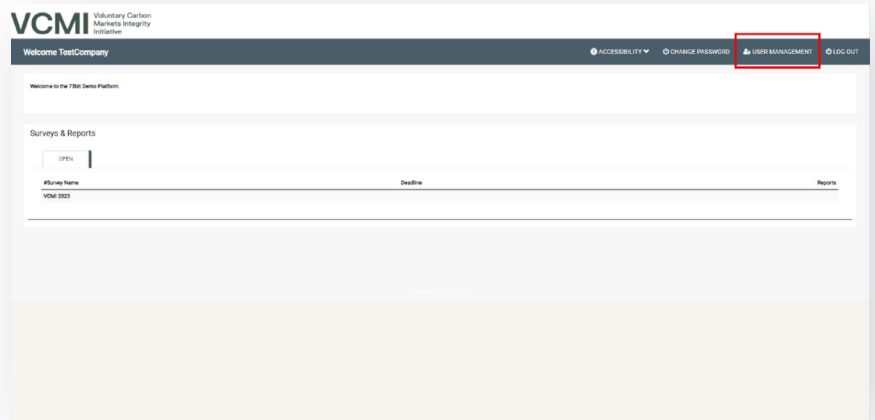 VCMI
Voluntary Carbon
Markets Integrity
Initiative
Welcome TestCompany
ACCESSIBILITY
CHANGE PASSWORD
USER MANAGEMENT
LOG OUT
Welcome to the 73bit Demo Platform
Surveys & Reports
OPEN
#Survey Name Deadline Reports
VCMI 2023